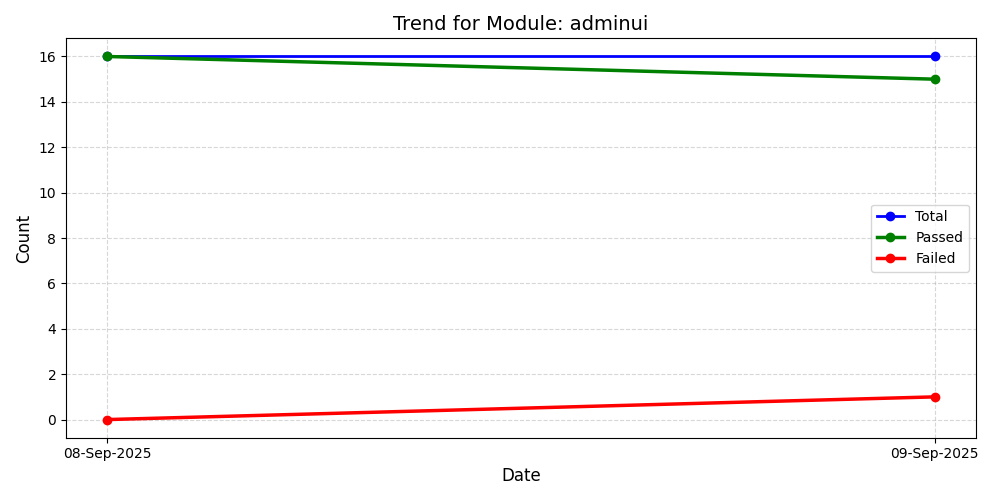 Trend for Module: adminui
16
14
12
10
8
6
4
2
0
Count
Total
Passed
Failed
08-Sep-2025
09-Sep-2025
Date